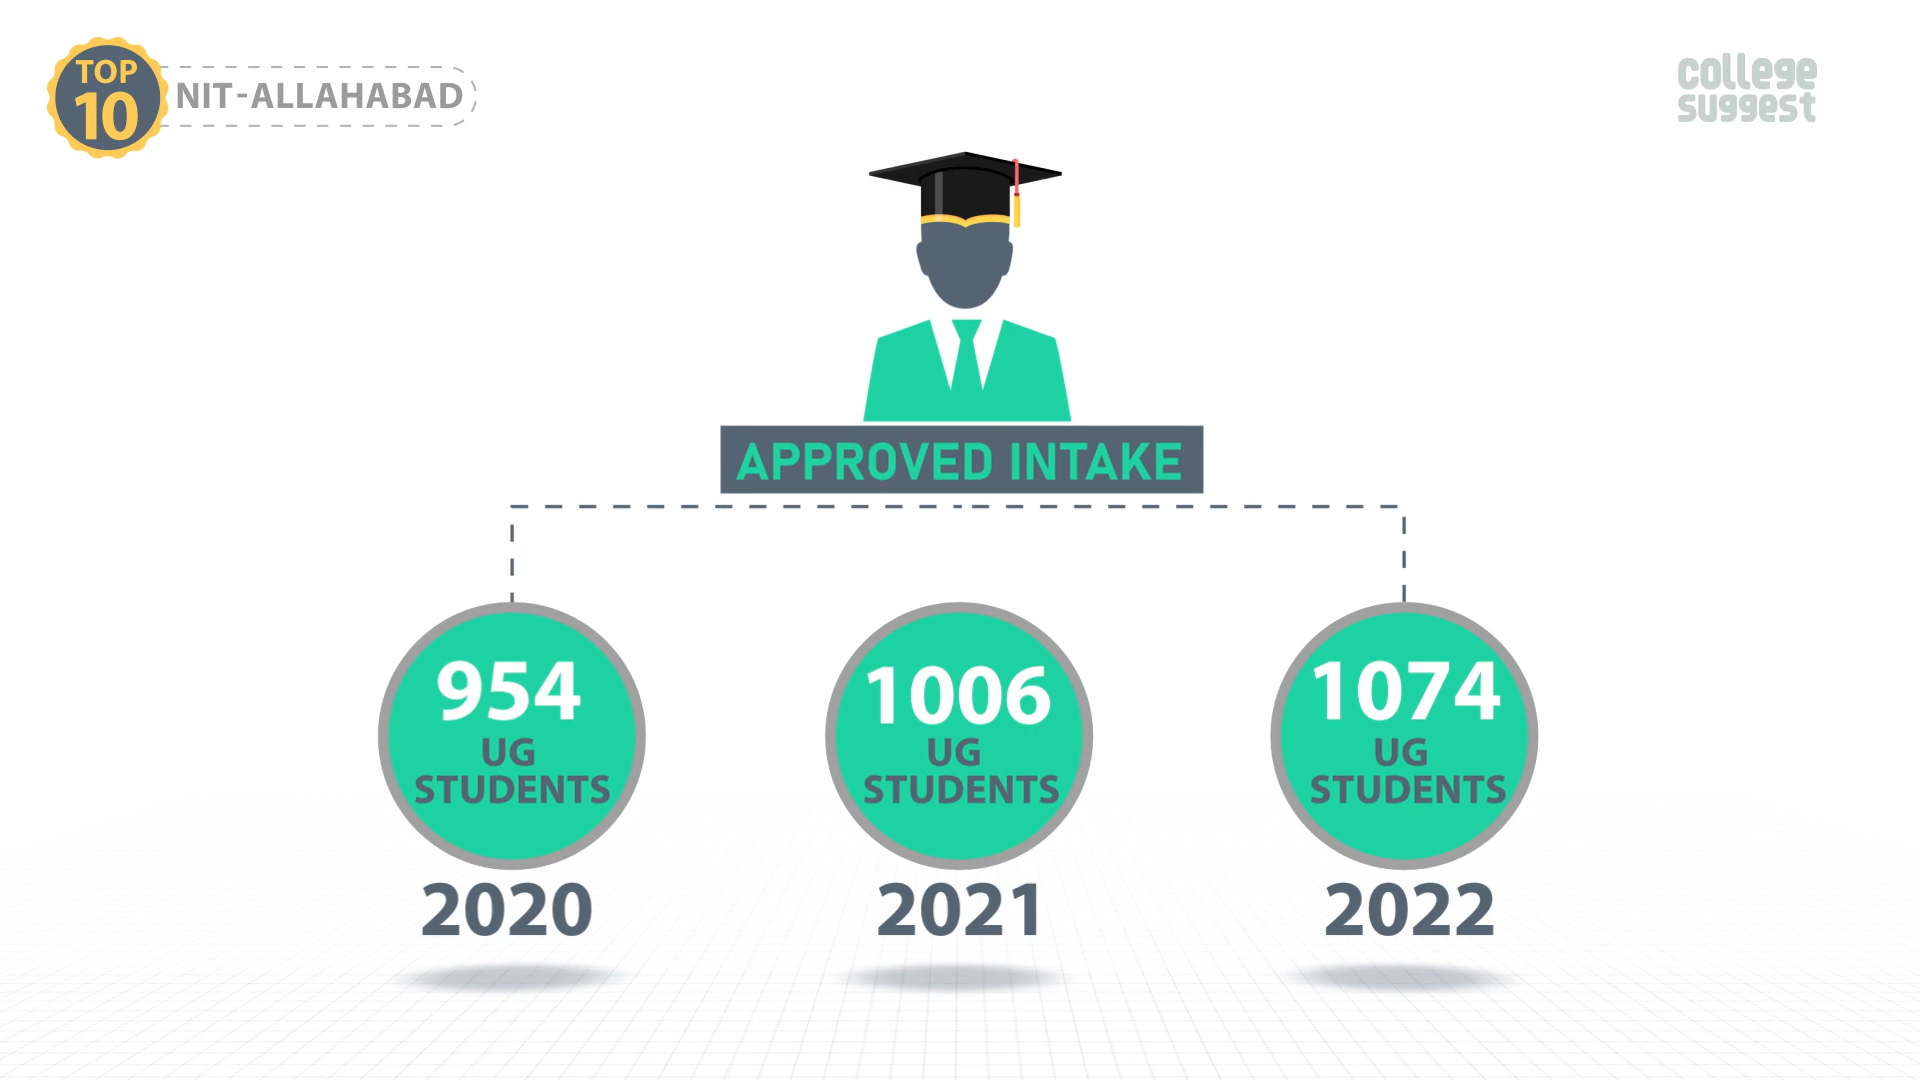 TOP
10
NIT-ALLAHABAD
college
suggest
APPROVED INTAKE
954
UG
STUDENTS
2020
1006
UG
STUDENTS
2021
1074
UG
STUDENTS
2022